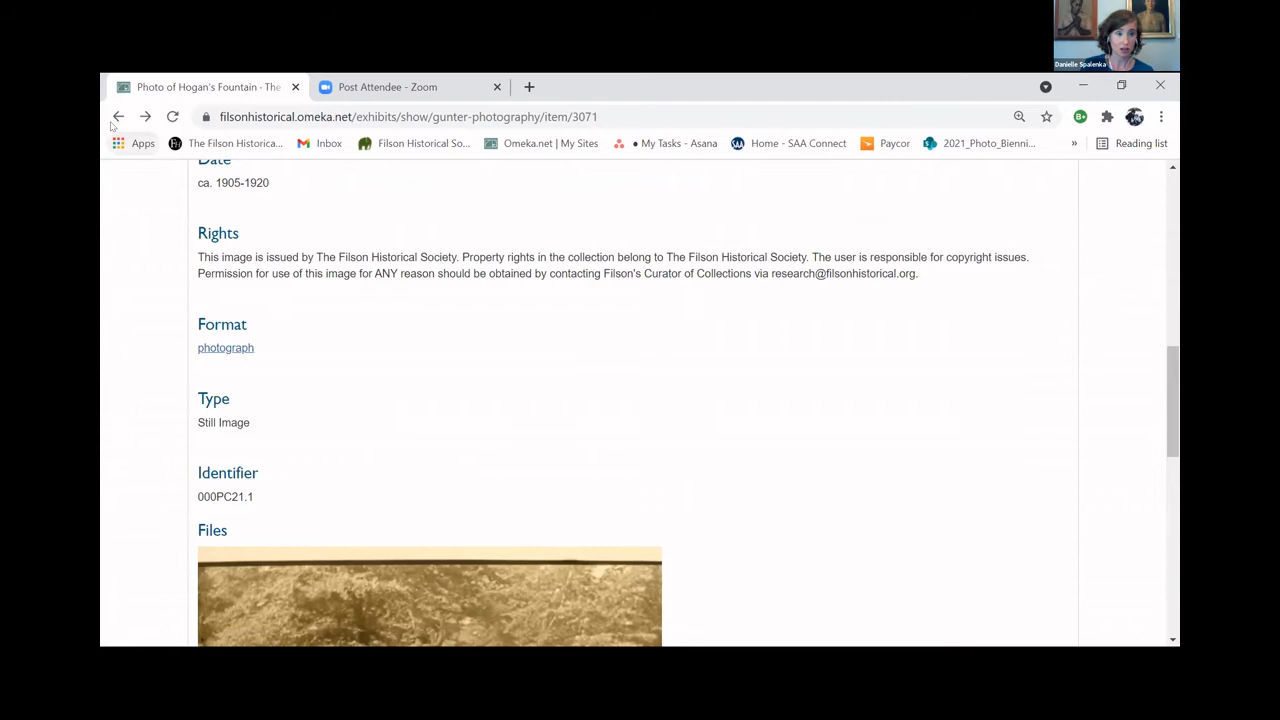 Danielle Spalenka
Photo of Hogan's Fountain - The
Post Attendee - Zoom
filsonhistorical.omeka.net/exhibits/show/gunter-photography/item/3071
Apps The Filson Historica... Inbox Filson Historical So... Omeka.net | My Sites • My Tasks - Asana Home - SAA Connect Paycor 2021_Photo_Bienni... » Reading list
Date
ca. 1905-1920
Rights
This image is issued by The Filson Historical Society. Property rights in the collection belong to The Filson Historical Society. The user is responsible for copyright issues.
Permission for use of this image for ANY reason should be obtained by contacting Filson's Curator of Collections via research@filsonhistorical.org.
Format
photograph
Type
Still Image
Identifier
000PC21.1
Files